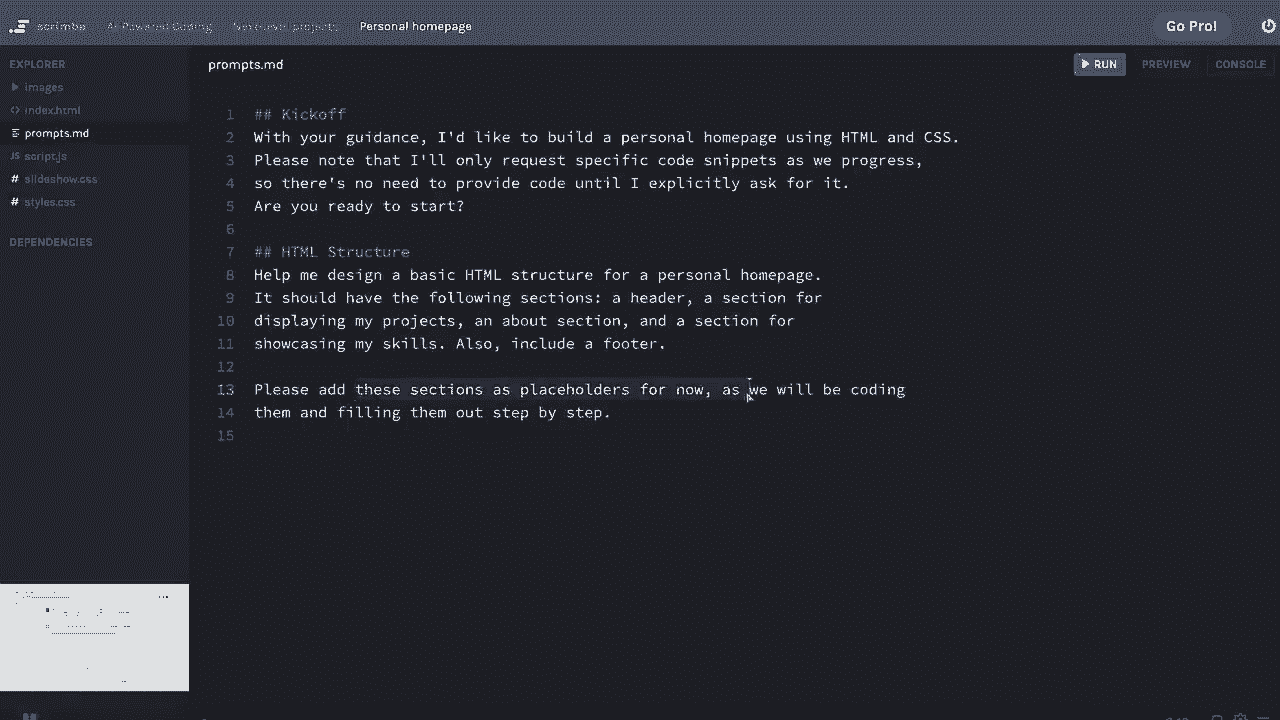 scrimba AI-Powered Coding Personal homepage Go Pro!
EXPLORER
images
index.html
prompts.md
script.js
slideshow.css
styles.css
DEPENDENCIES
prompts.md
RUN PREVIEW CONSOLE
1 ## Kickoff
2 With your guidance, I'd like to build a personal homepage using HTML and CSS.
3 Please note that I'll only request specific code snippets as we progress,
4 so there's no need to provide code until I explicitly ask for it.
5 Are you ready to start?
6
7 ## HTML Structure
8 Help me design a basic HTML structure for a personal homepage.
9 It should have the following sections: a header, a section for
10 displaying my projects, an about section, and a section for
11 showcasing my skills. Also, include a footer.
12
13 Please add these sections as placeholders for now, as we will be coding
14 them and filling them out step by step.
15